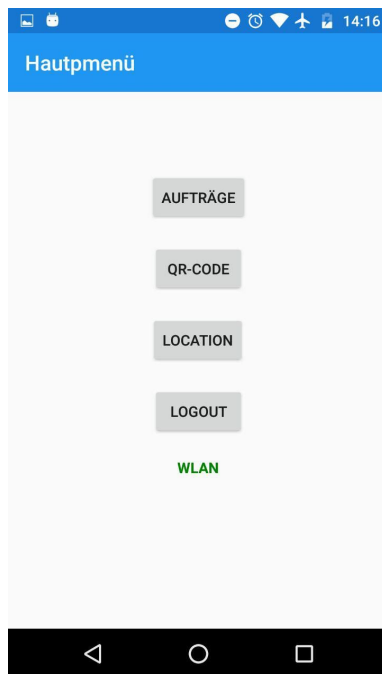 14:16
Hautpmenü
AUFTRÄGE
QR-CODE
LOCATION
LOGOUT
WLAN